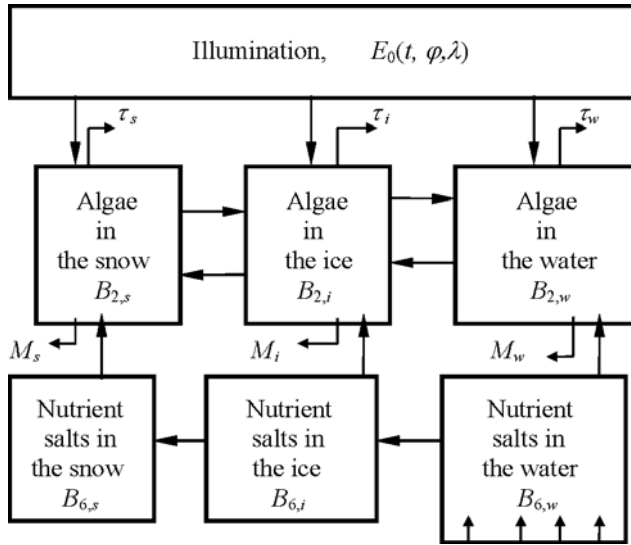 Illumination, E₀(t, φ,λ)
τₛ
τᵢ
τ_w
Algae
in
the snow
B₂,ₛ
Algae
in
the ice
B₂,ᵢ
Algae
in
the water
B₂,w
Mₛ
Mᵢ
M_w
Nutrient
salts in
the snow
B₆,ₛ
Nutrient
salts in
the ice
B₆,ᵢ
Nutrient
salts in
the water
B₆,w